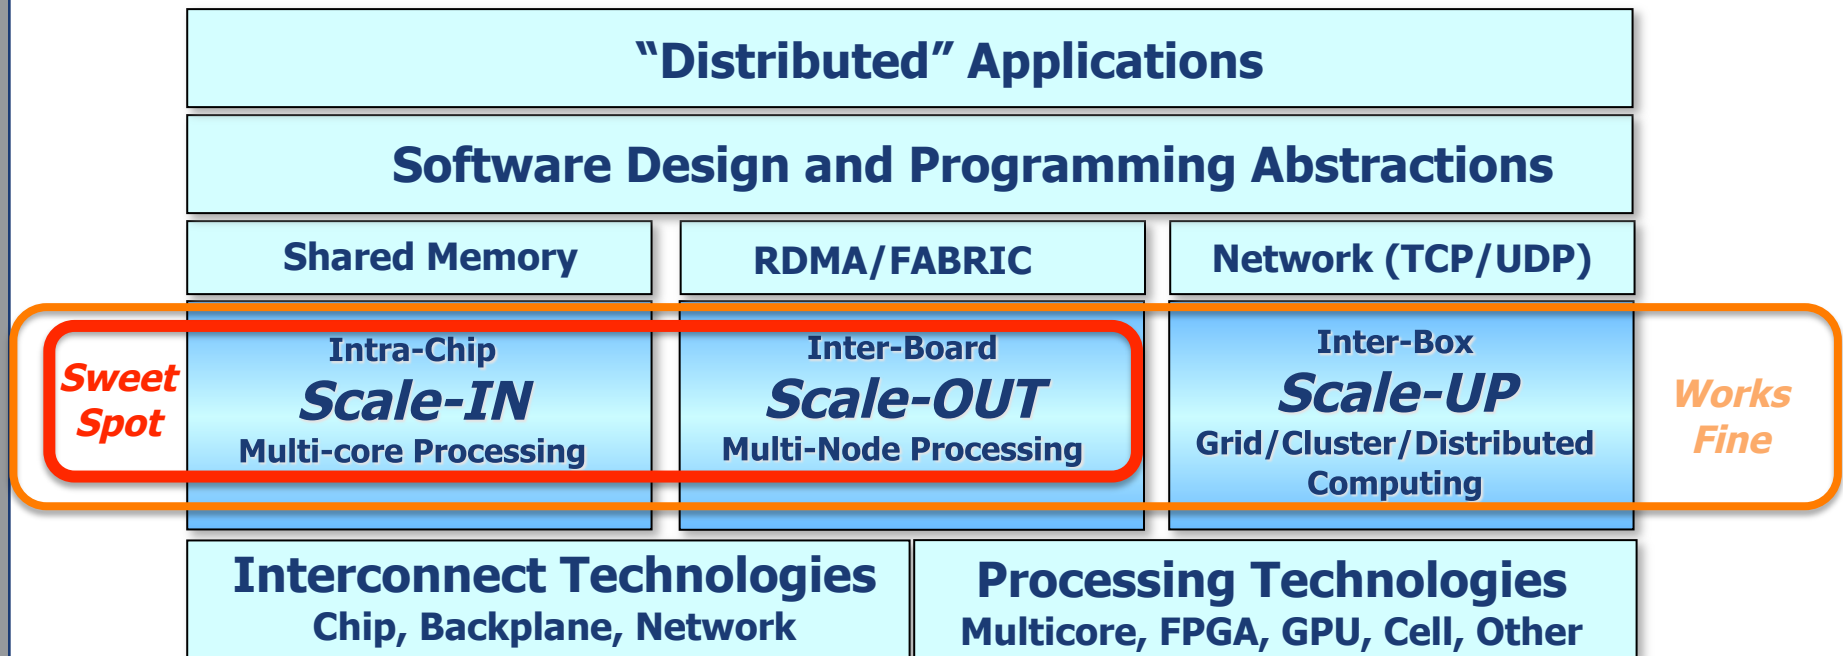 “Distributed” Applications
Software Design and Programming Abstractions
Shared Memory
RDMA/FABRIC
Network (TCP/UDP)
Sweet
Spot
Intra-Chip
Scale-IN
Multi-core Processing
Inter-Board
Scale-OUT
Multi-Node Processing
Inter-Box
Scale-UP
Grid/Cluster/Distributed
Computing
Works
Fine
Interconnect Technologies
Chip, Backplane, Network
Processing Technologies
Multicore, FPGA, GPU, Cell, Other